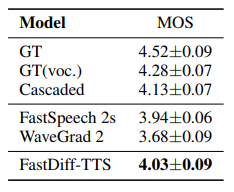 Model MOS
GT 4.52±0.09
GT(voc.) 4.28±0.07
Cascaded 4.13±0.07
FastSpeech 2s 3.94±0.06
WaveGrad 2 3.68±0.09
FastDiff-TTS 4.03±0.09